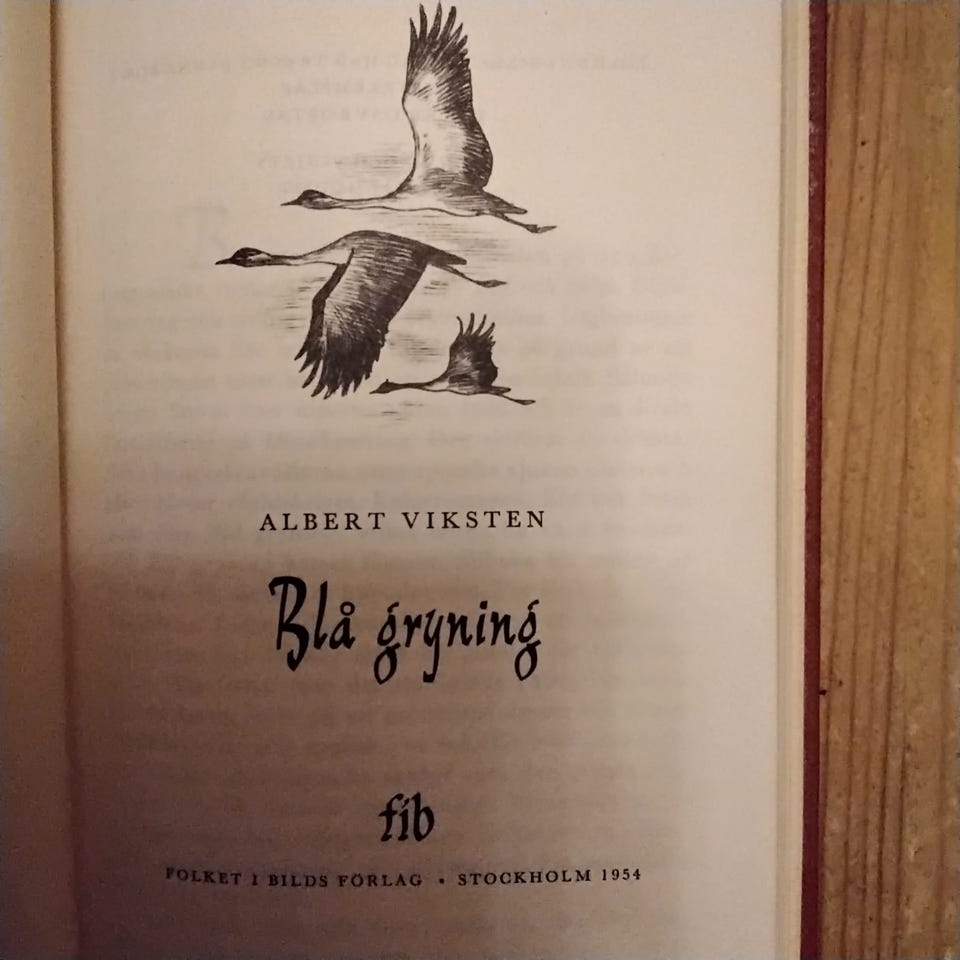 ALBERT VIKSTEN
Blå gryning
fib
FOLKET I BILDS FÖRLAG • STOCKHOLM 1954